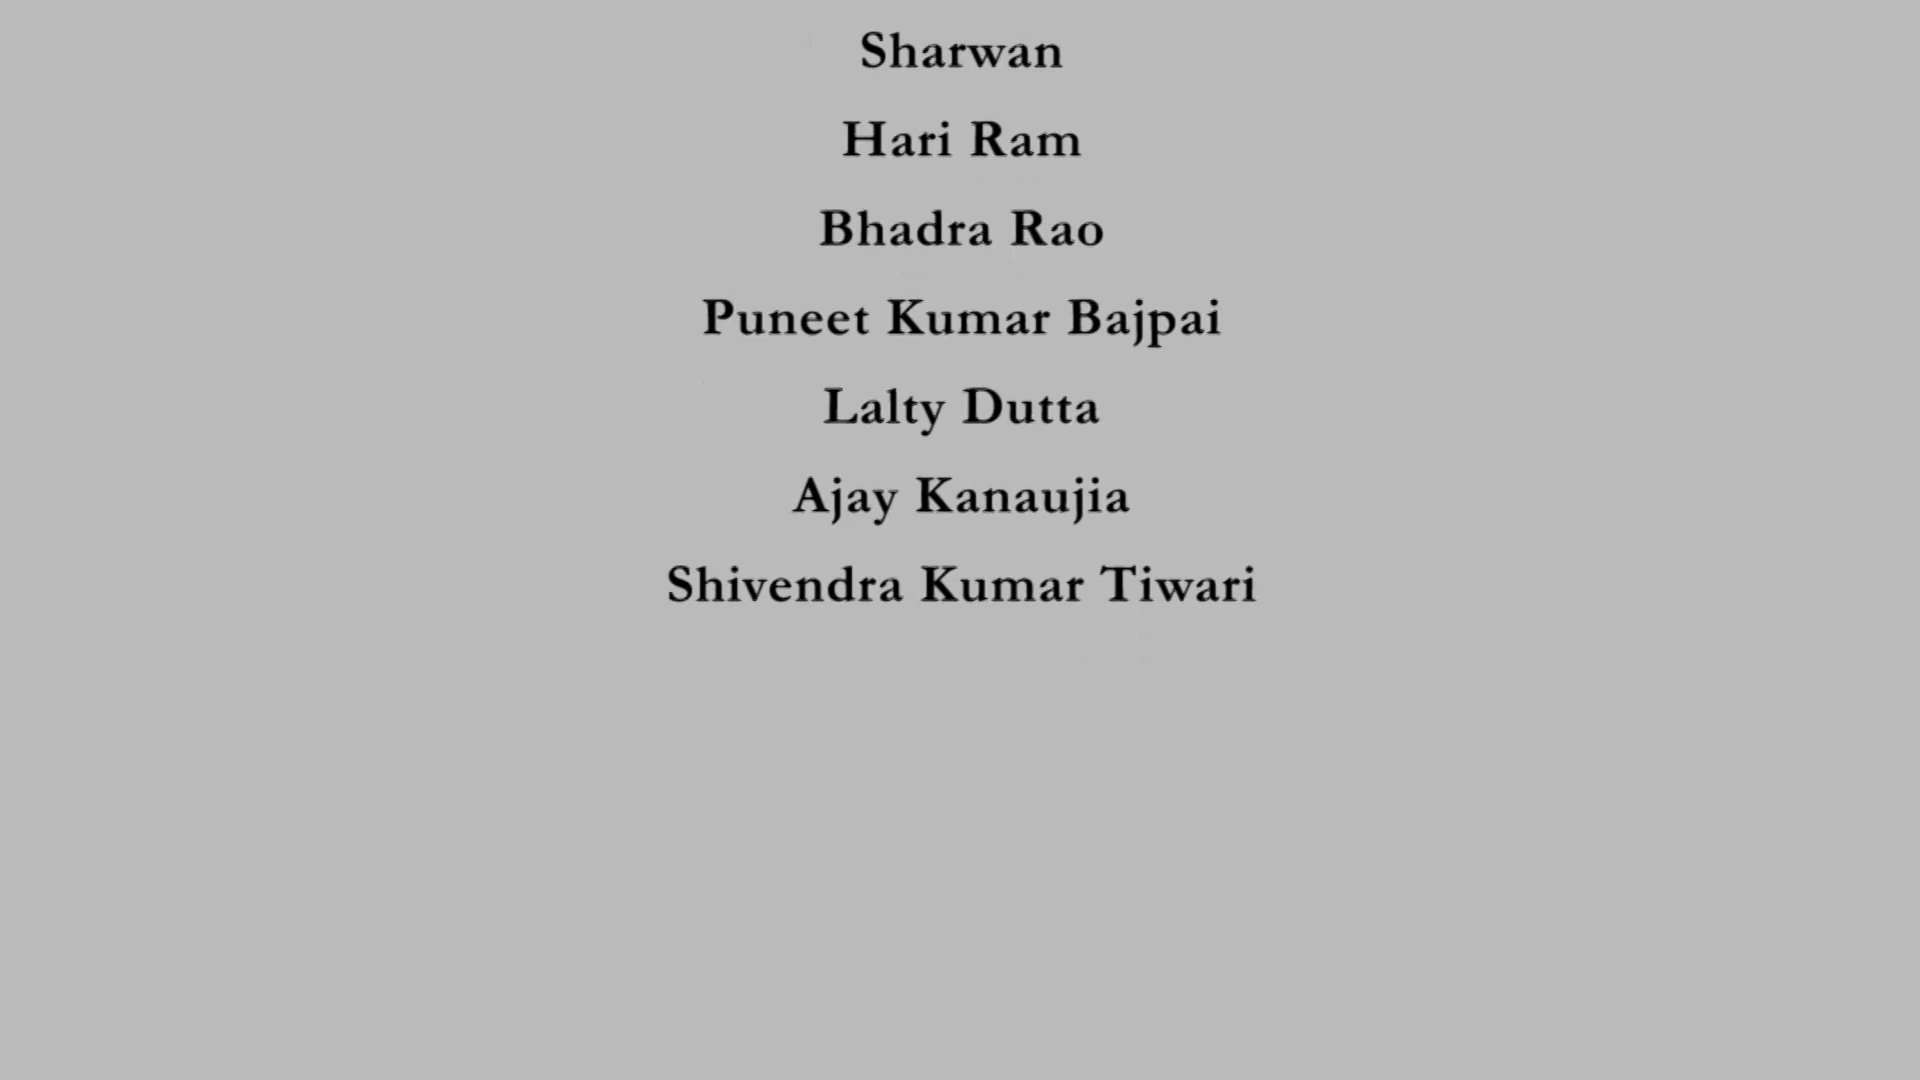 Sharwan
Hari Ram
Bhadra Rao
Puneet Kumar Bajpai
Lalty Dutta
Ajay Kanaujia
Shivendra Kumar Tiwari